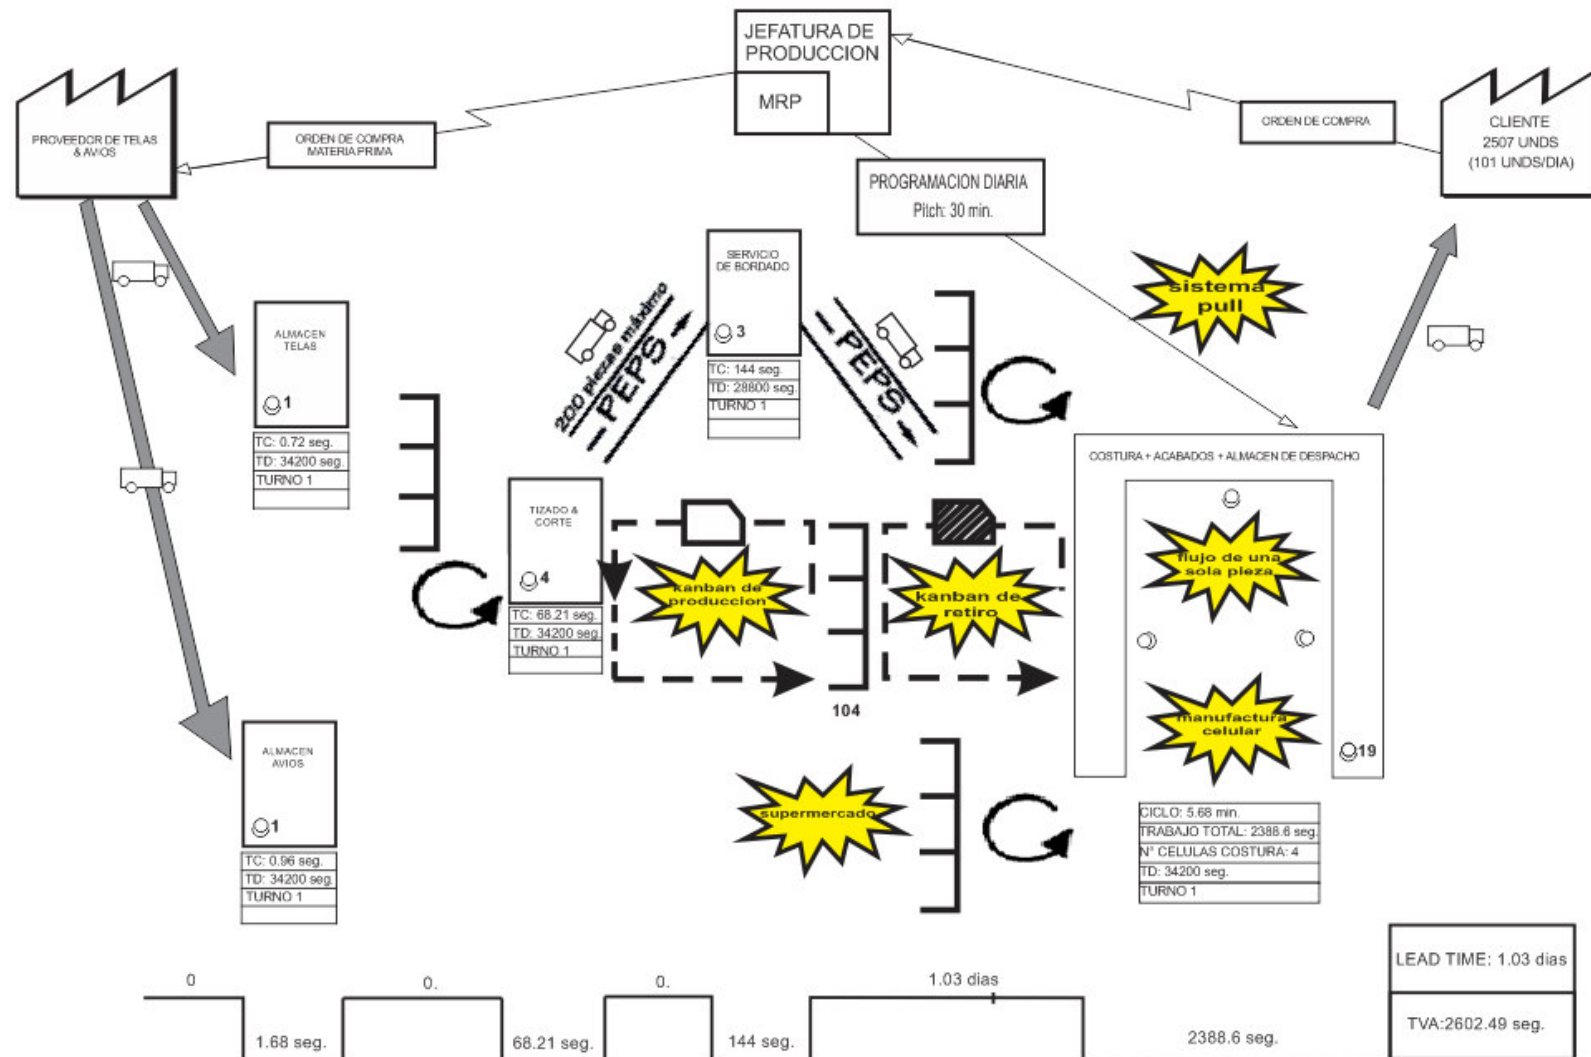 JEFATURA DE
PRODUCCION
MRP
PROVEEDOR DE TELAS
& AVIOS
ORDEN DE COMPRA
MATERIA PRIMA
ORDEN DE COMPRA
CLIENTE
2507 UNDS
(101 UNDS/DIA)
PROGRAMACION DIARIA
Pitch: 30 min.
SERVICIO
DE BORDADO
3
TC: 144 seg.
TD: 28800 seg.
TURNO 1
200 piezas máximo
PEPS
PEPS
sistema
pull
ALMACEN
TELAS
1
TC: 0.72 seg.
TD: 34200 seg.
TURNO 1
TIZADO &
CORTE
4
TC: 68.21 seg.
TD: 34200 seg.
TURNO 1
kanban de
produccion
104
kanban de
retiro
COSTURA + ACABADOS + ALMACEN DE DESPACHO
flujo de una
sola pieza
manufactura
celular
19
CICLO: 5.68 min.
TRABAJO TOTAL: 2388.6 seg.
N° CELULAS COSTURA: 4
TD: 34200 seg.
TURNO 1
supermercado
ALMACEN
AVIOS
1
TC: 0.96 seg.
TD: 34200 seg.
TURNO 1
0
0.
0.
1.03 dias
1.68 seg.
68.21 seg.
144 seg.
2388.6 seg.
LEAD TIME: 1.03 dias
TVA:2602.49 seg.